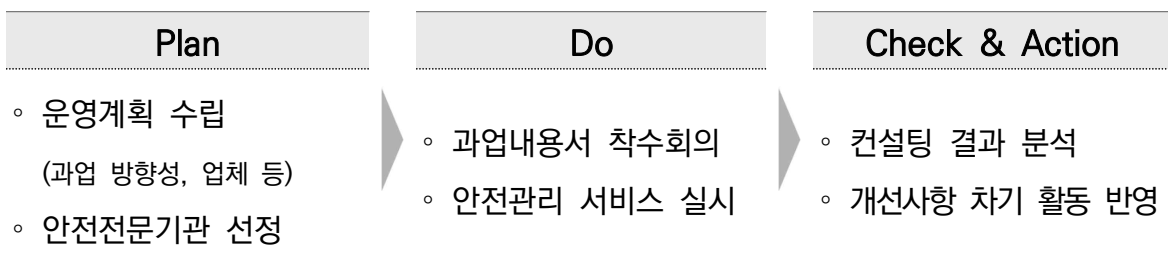 Plan
◦ 운영계획 수립
(과업 방향성, 업체 등)
◦ 안전전문기관 선정
Do
◦ 과업내용서 착수회의
◦ 안전관리 서비스 실시
Check & Action
◦ 컨설팅 결과 분석
◦ 개선사항 차기 활동 반영